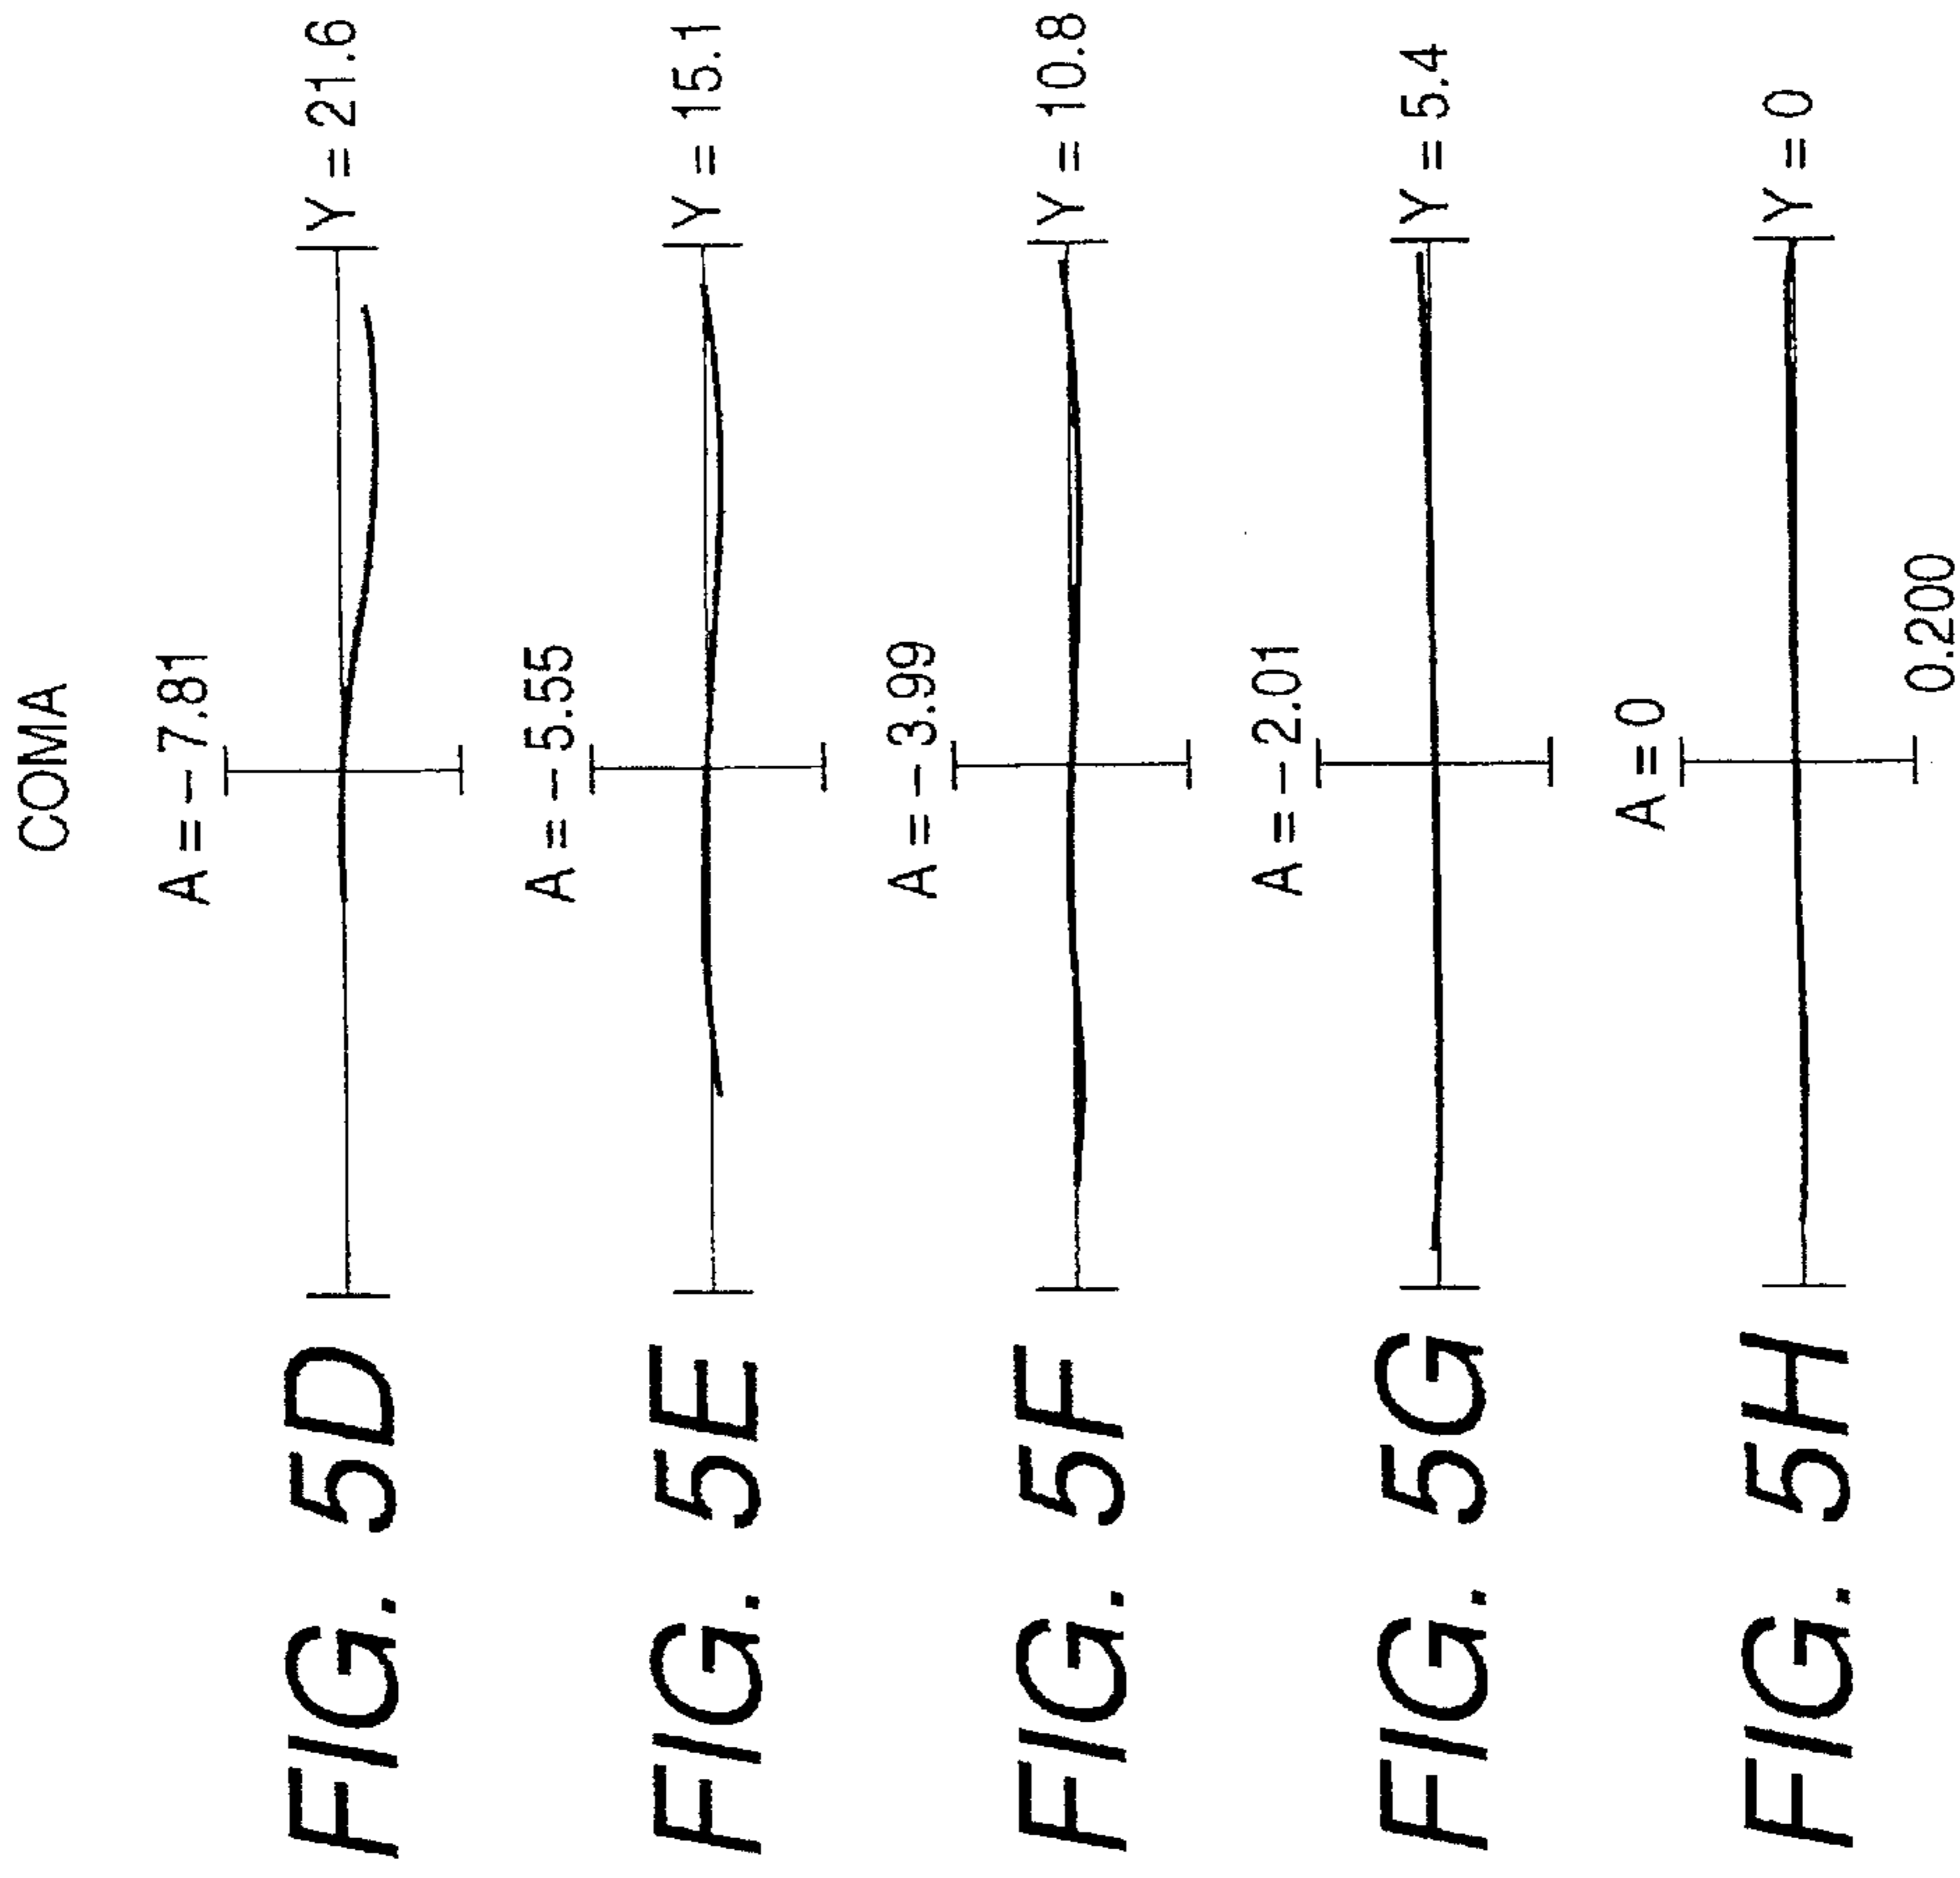 COMA
A = -7.81
FIG. 5D
Y = 21.6
A = -5.55
FIG. 5E
Y = 15.1
A = - 3.99
FIG. 5F
Y = 10.8
A = - 2.01
FIG. 5G
Y = 5.4
A = 0
FIG. 5H
Y = 0
0.200